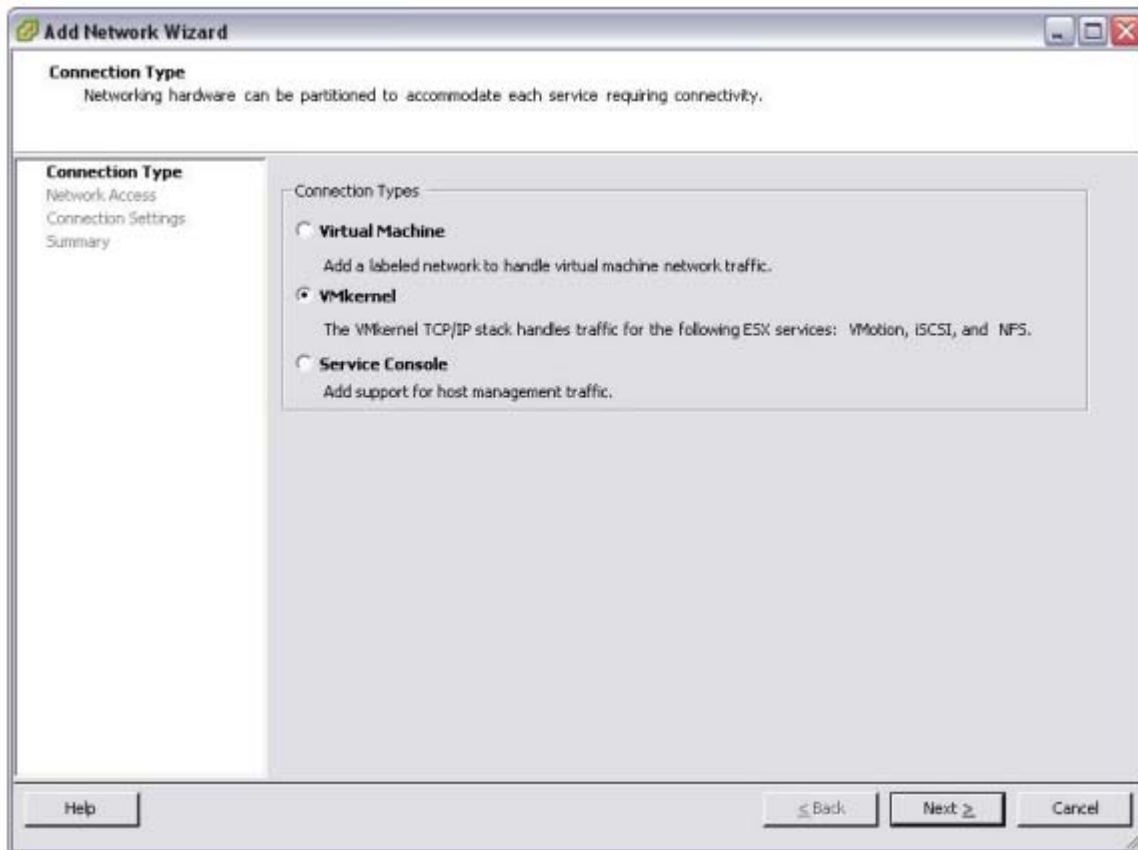 Add Network Wizard
Connection Type
Networking hardware can be partitioned to accommodate each service requiring connectivity.
Connection Type
Network Access
Connection Settings
Summary
Connection Types
Virtual Machine
Add a labeled network to handle virtual machine network traffic.
VMkernel
The VMkernel TCP/IP stack handles traffic for the following ESX services: VMotion, iSCSI, and NFS.
Service Console
Add support for host management traffic.
Help
≤ Back
Next ≥
Cancel